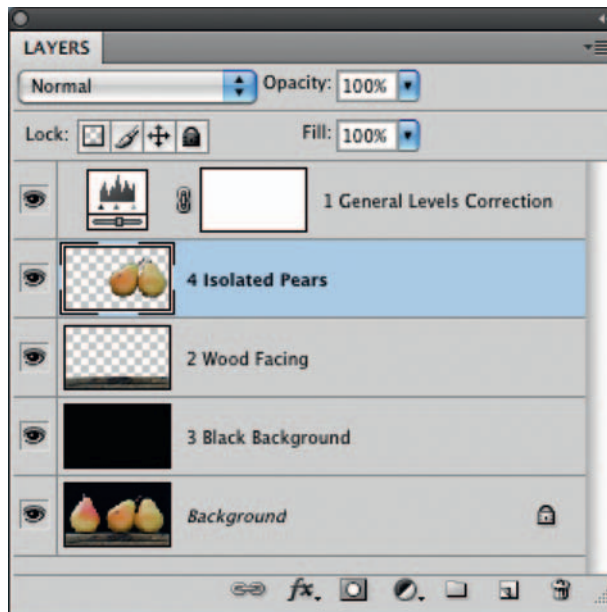 LAYERS
Normal Opacity: 100%
Lock: Fill: 100%
1 General Levels Correction
4 Isolated Pears
2 Wood Facing
3 Black Background
Background
fx.